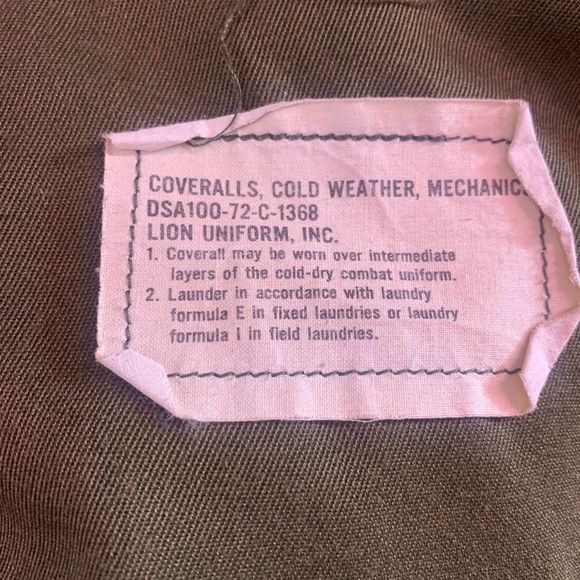 COVERALLS, COLD WEATHER, MECHANIC
DSA100-72-C-1368
LION UNIFORM, INC.
1. Coverall may be worn over intermediate
layers of the cold-dry combat uniform.
2. Launder in accordance with laundry
formula E in fixed laundries or laundry
formula I in field laundries.